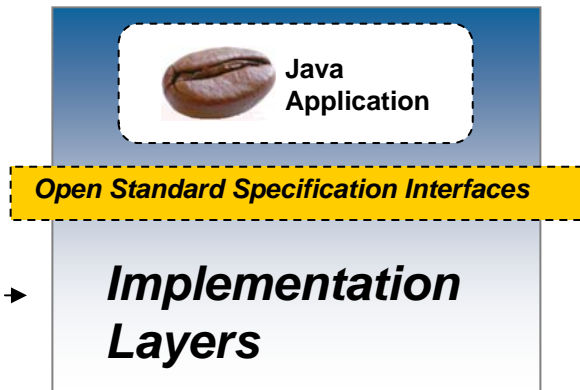 Java
Application
Open Standard Specification Interfaces
Implementation
Layers